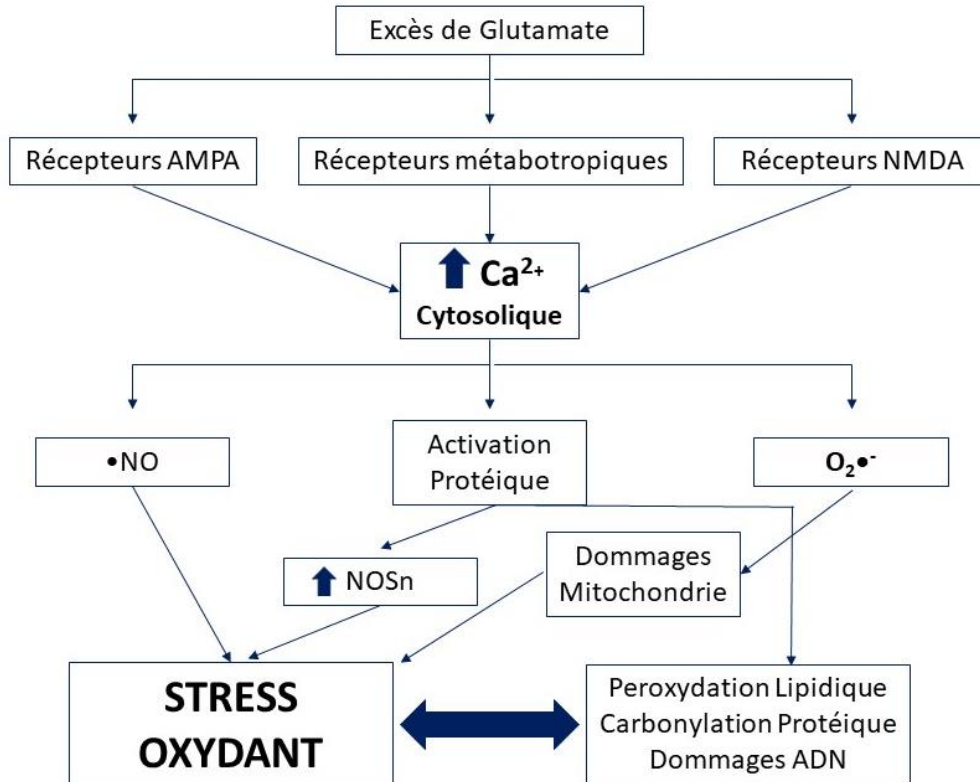 Excès de Glutamate
Récepteurs AMPA
Récepteurs métabotropiques
Récepteurs NMDA
Ca²⁺
Cytosolique
•NO
Activation
Protéique
O₂•⁻
NOSn
Dommages
Mitochondrie
STRESS
OXYDANT
Peroxydation Lipidique
Carbonylation Protéique
Dommages ADN